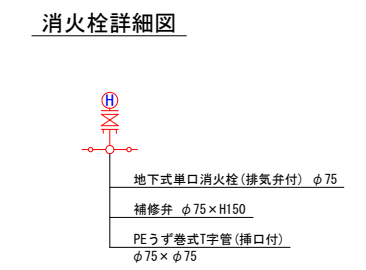 消火栓詳細図
H
地下式単口消火栓(排気弁付) φ75
補修弁 φ75×H150
PEうず巻式T字管(挿口付)
φ75×φ75